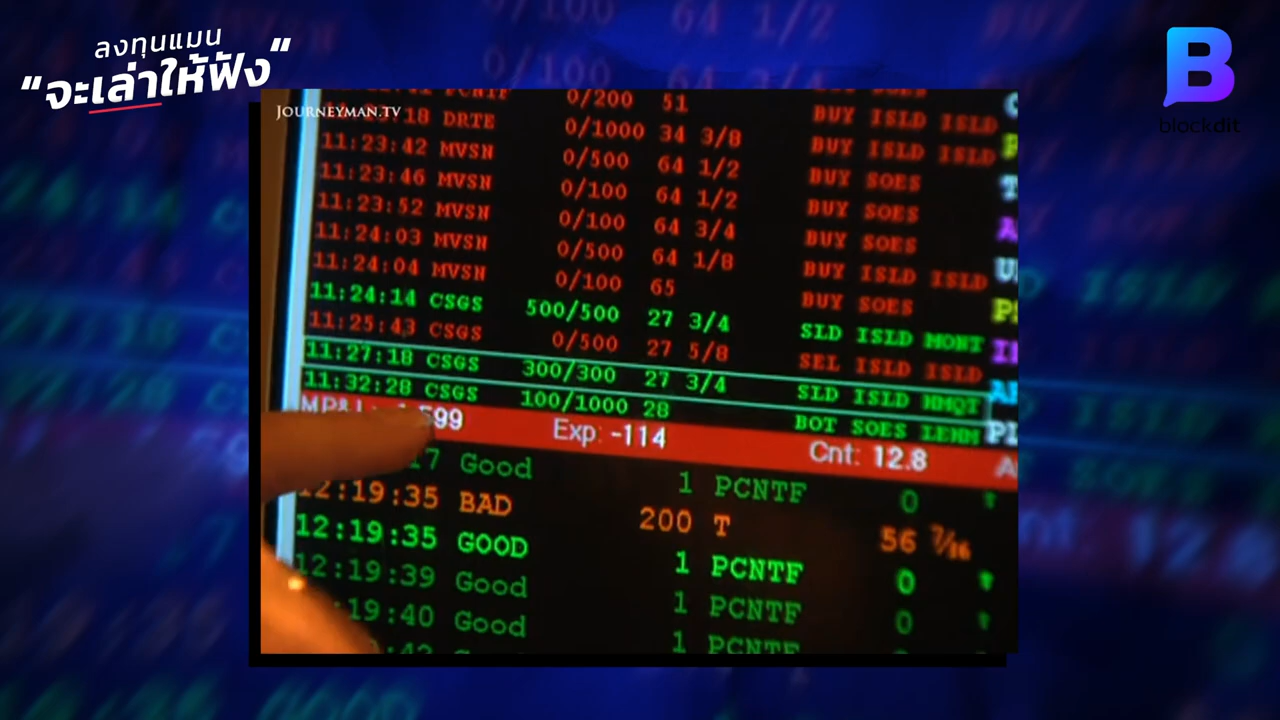 ลงทุนแมน
“จะเล่าให้ฟัง“
blockdit
JOURNEYMAN.TV
0/200 51
18 DRTE 0/1000 34 3/8 BUY ISLD ISLD
11:23:42 MVSN 0/500 64 1/2 BUY ISLD ISLD
11:23:46 MVSN 0/100 64 1/2 BUY SOES
11:23:52 MVSN 0/100 64 3/4 BUY SOES
11:24:03 MVSN 0/500 64 1/8 BUY SOES
11:24:04 MVSN 0/100 65 BUY ISLD ISLD
11:24:14 CSGS 500/500 27 3/4 BUY SOES
11:25:43 CSGS 0/500 27 5/8 SLD ISLD MONT
11:27:18 CSGS 300/300 27 3/4 SEL ISLD ISLD
11:32:28 CSGS 100/1000 28 SLD ISLD NMQT
BOT SOES LEHM
599 Exp: -114 Cnt: 12.8
17 Good 1 PCNTF 0
12:19:35 BAD 200 T 56 7/16
12:19:35 GOOD 1 PCNTF 0
12:19:39 Good 1 PCNTF 0
:19:40 Good 1 PCNTF 0